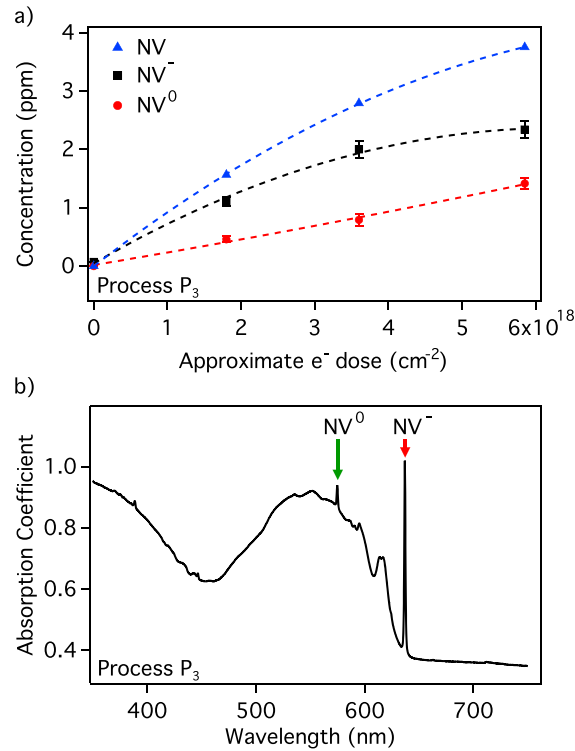 a)
4
3
2
1
0
Concentration (ppm)
NV
NV⁻
NV⁰
Process P₃
0 1 2 3 4 5 6x10¹⁸
Approximate e⁻ dose (cm⁻²)
b)
NV⁰ NV⁻
1.0
0.8
0.6
0.4
Absorption Coefficient
Process P₃
400 500 600 700
Wavelength (nm)